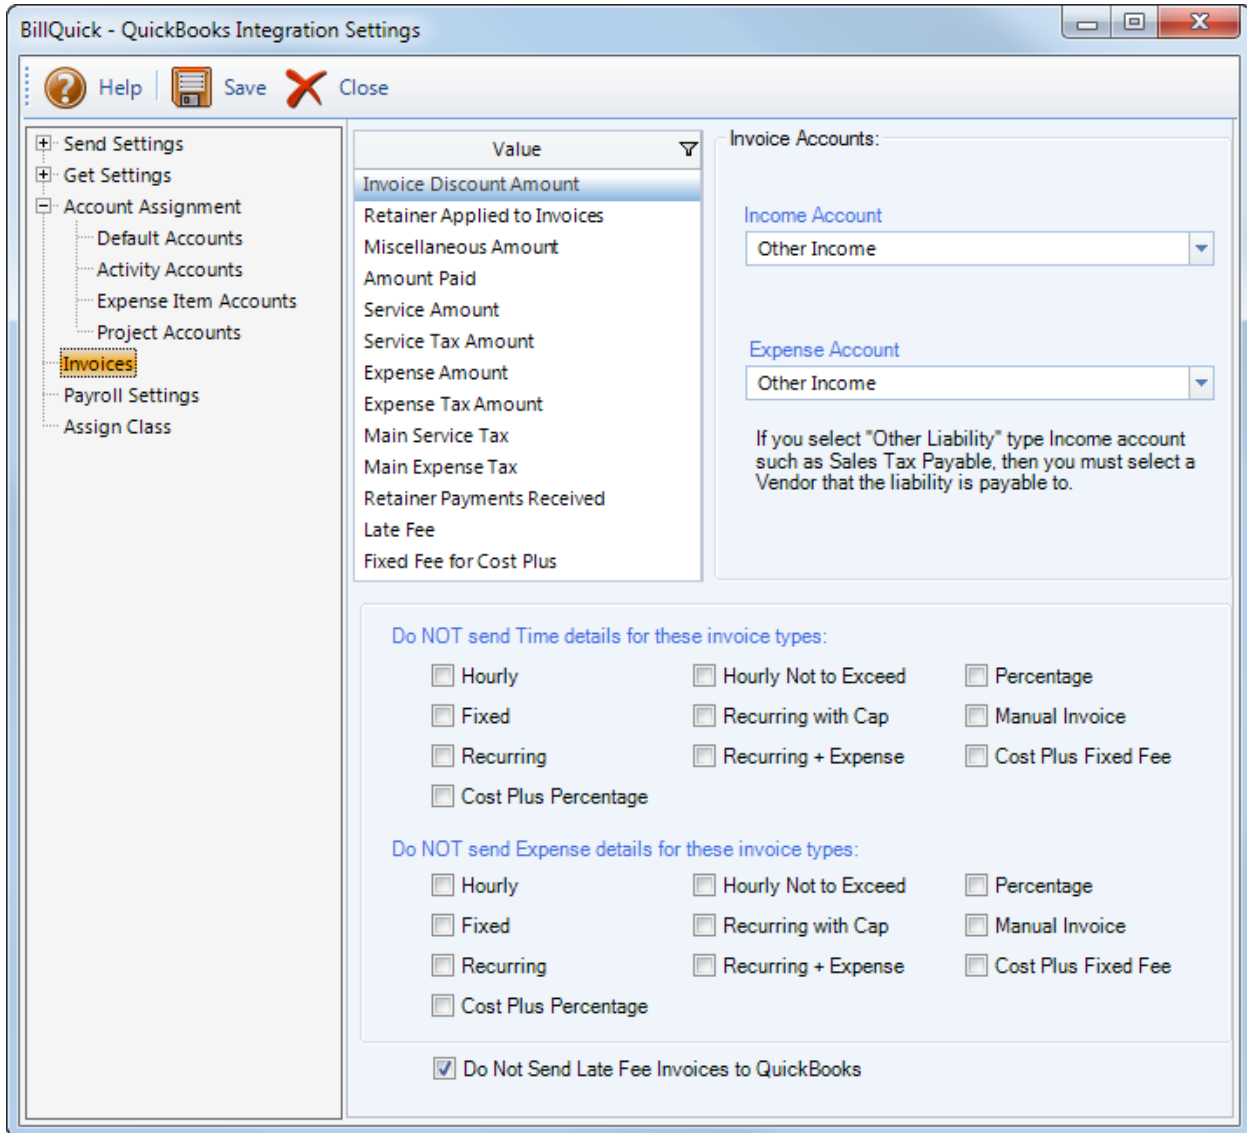 BillQuick - QuickBooks Integration Settings
Help Save Close
Send Settings
Get Settings
Account Assignment
Default Accounts
Activity Accounts
Expense Item Accounts
Project Accounts
Invoices
Payroll Settings
Assign Class
Value
Invoice Discount Amount
Retainer Applied to Invoices
Miscellaneous Amount
Amount Paid
Service Amount
Service Tax Amount
Expense Amount
Expense Tax Amount
Main Service Tax
Main Expense Tax
Retainer Payments Received
Late Fee
Fixed Fee for Cost Plus
Invoice Accounts:
Income Account
Other Income
Expense Account
Other Income
If you select "Other Liability" type Income account
such as Sales Tax Payable, then you must select a
Vendor that the liability is payable to.
Do NOT send Time details for these invoice types:
Hourly Hourly Not to Exceed Percentage
Fixed Recurring with Cap Manual Invoice
Recurring Recurring + Expense Cost Plus Fixed Fee
Cost Plus Percentage
Do NOT send Expense details for these invoice types:
Hourly Hourly Not to Exceed Percentage
Fixed Recurring with Cap Manual Invoice
Recurring Recurring + Expense Cost Plus Fixed Fee
Cost Plus Percentage
Do Not Send Late Fee Invoices to QuickBooks